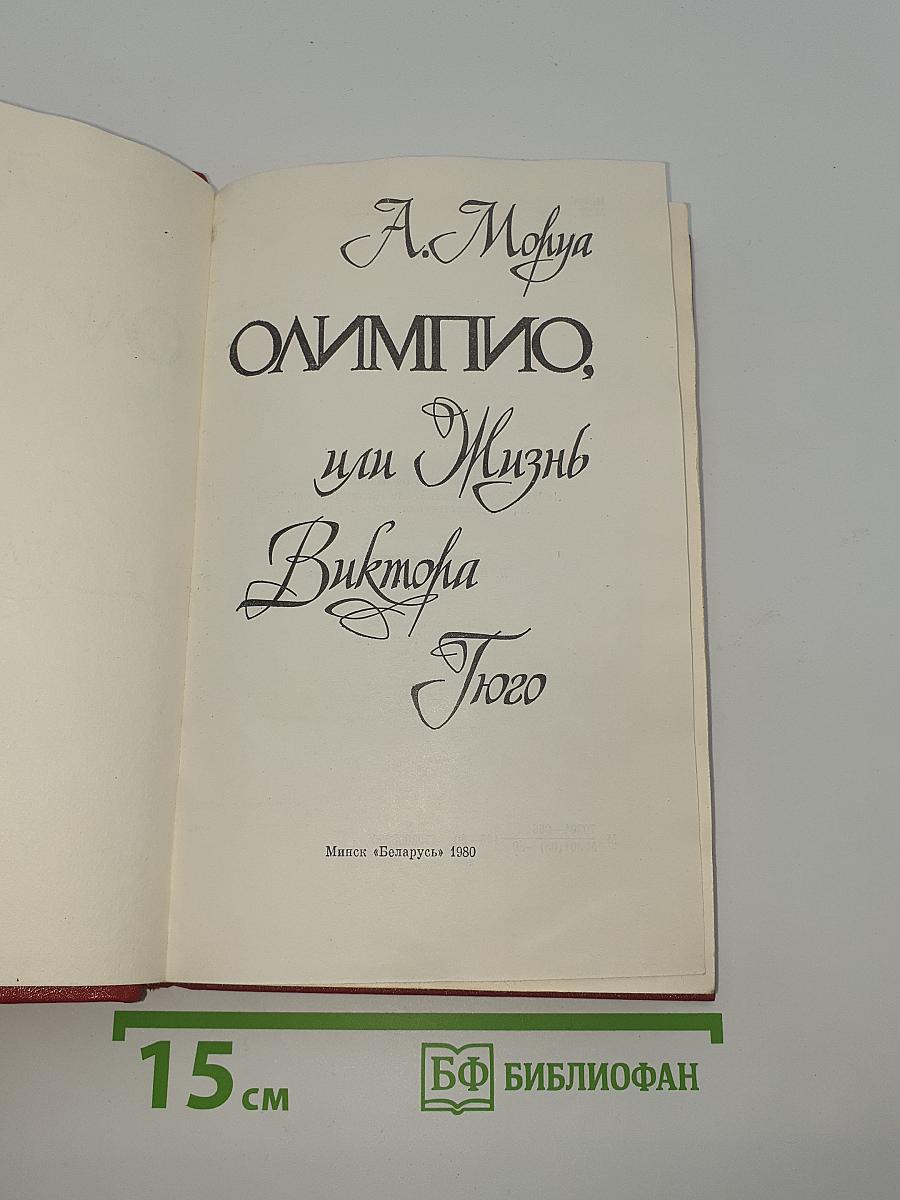 А. Моруа
ОЛИМПИО,
или Жизнь
Виктора
Гюго
Минск «Беларусь» 1980
15 см
БФ БИБЛИОФАН